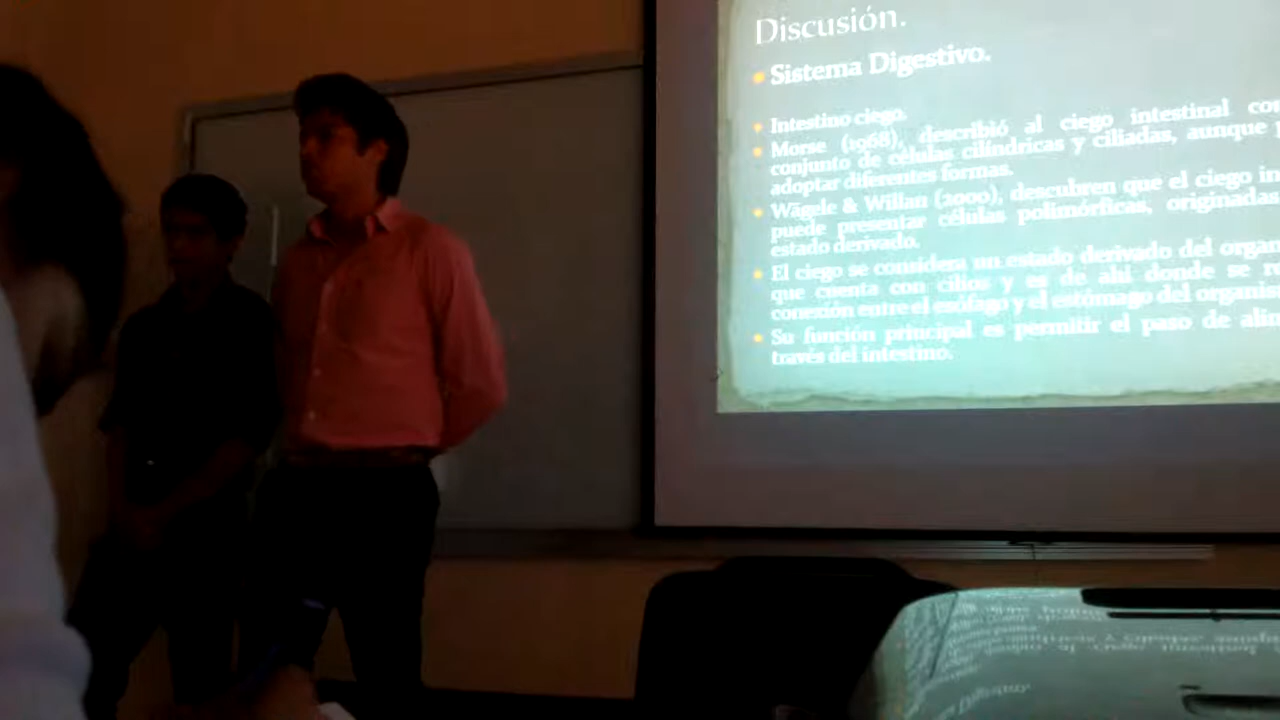 Discusión.
Sistema Digestivo.
Intestino ciego.
Morse (1968), describió al ciego intestinal
conjunto de células cilíndricas y ciliadas, aunque
adoptar diferentes formas.
Wägele & Willan (2000), descubren que el ciego
puede presentar células polimórficas, originadas
estado derivado.
El ciego se considera un estado derivado del
que cuenta con cilios y es de ahí donde se
conexión entre el esófago y el estómago del
Su función principal es permitir el paso de
través del intestino.